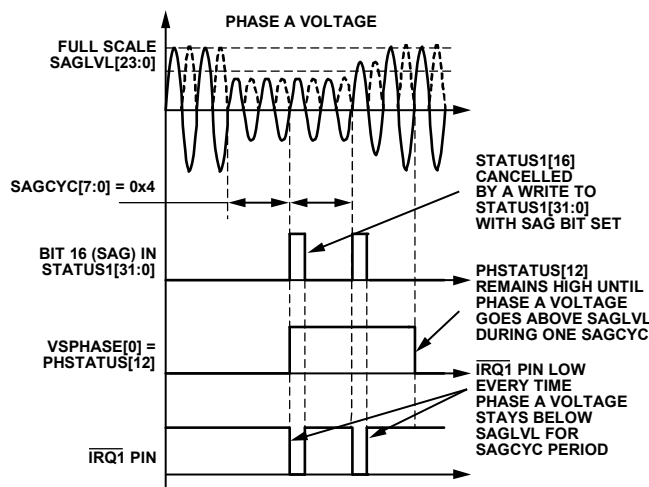 PHASE A VOLTAGE
FULL SCALE
SAGLVL[23:0]
SAGCYC[7:0] = 0x4
STATUS1[16]
CANCELLED
BY A WRITE TO
STATUS1[31:0]
WITH SAG BIT SET
BIT 16 (SAG) IN
STATUS1[31:0]
PHSTATUS[12]
REMAINS HIGH UNTIL
PHASE A VOLTAGE
GOES ABOVE SAGLVL
DURING ONE SAGCYC
VSPHASE[0] =
PHSTATUS[12]
IRQ1 PIN LOW
EVERY TIME
PHASE A VOLTAGE
STAYS BELOW
SAGLVL FOR
SAGCYC PERIOD
IRQ1 PIN